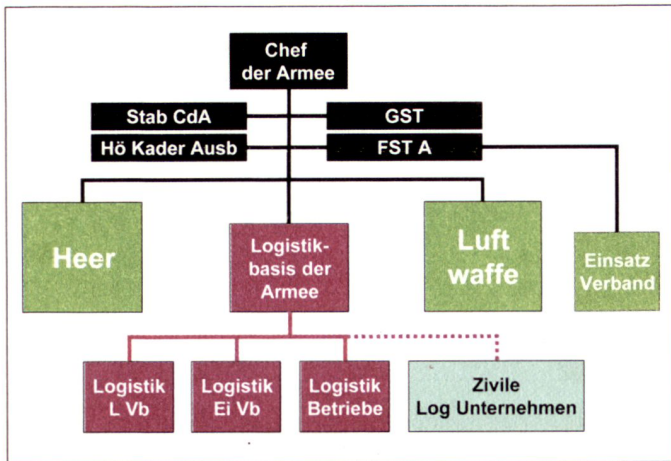 Chef
der Armee
Stab CdA
GST
Hö Kader Ausb
FST A
Heer
Logistik-
basis der
Armee
Luft
waffe
Einsatz
Verband
Logistik
L Vb
Logistik
Ei Vb
Logistik
Betriebe
Zivile
Log Unternehmen